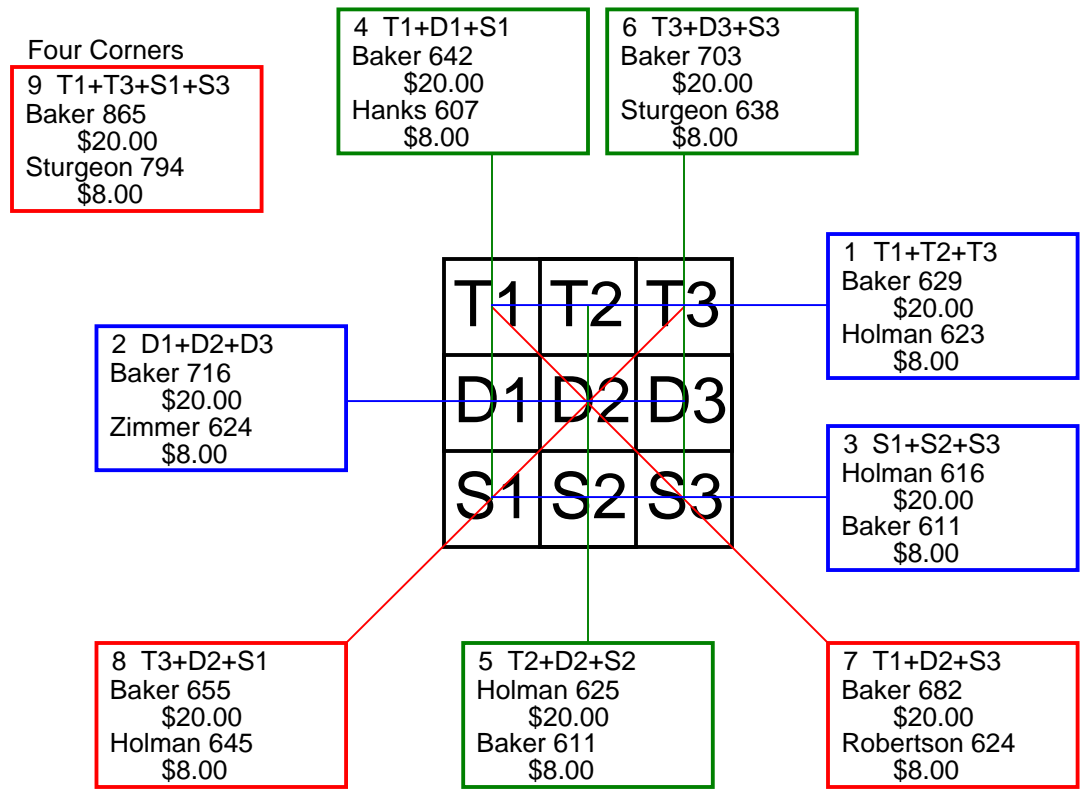 4 T1+D1+S1
Baker 642
$20.00
Hanks 607
$8.00
6 T3+D3+S3
Baker 703
$20.00
Sturgeon 638
$8.00
Four Corners
9 T1+T3+S1+S3
Baker 865
$20.00
Sturgeon 794
$8.00
1 T1+T2+T3
Baker 629
$20.00
Holman 623
$8.00
T1 T2 T3
2 D1+D2+D3
Baker 716
$20.00
Zimmer 624
$8.00
D1 D2 D3
3 S1+S2+S3
Holman 616
$20.00
Baker 611
$8.00
S1 S2 S3
8 T3+D2+S1
Baker 655
$20.00
Holman 645
$8.00
5 T2+D2+S2
Holman 625
$20.00
Baker 611
$8.00
7 T1+D2+S3
Baker 682
$20.00
Robertson 624
$8.00